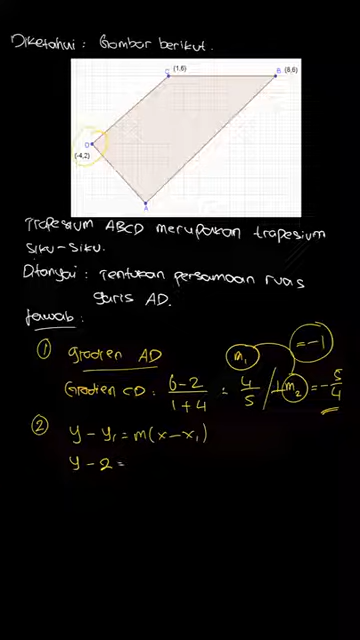 Diketahui : Gambar berikut.
C (1,6)
B (8,6)
D
(-4,2)
A
Trapesium ABCD merupakan trapesium
siku-siku.
Ditanyai : Tentukan persamaan ruas
garis AD.
Jawab :
① gradien AD
m₁ m₂ = -1
Gradien CD : 6-2/1+4 = 4/5 / ⊥ m₂ = -5/4
② y - y₁ = m(x - x₁)
y - 2 =